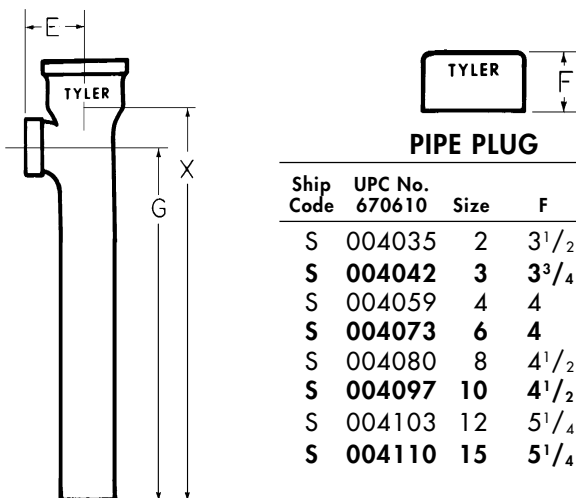 E
TYLER
X
G
TYLER
F
PIPE PLUG
Ship Code UPC No. 670610 Size F
S 004035 2 3 1/2
S 004042 3 3 3/4
S 004059 4 4
S 004073 6 4
S 004080 8 4 1/2
S 004097 10 4 1/2
S 004103 12 5 1/4
S 004110 15 5 1/4